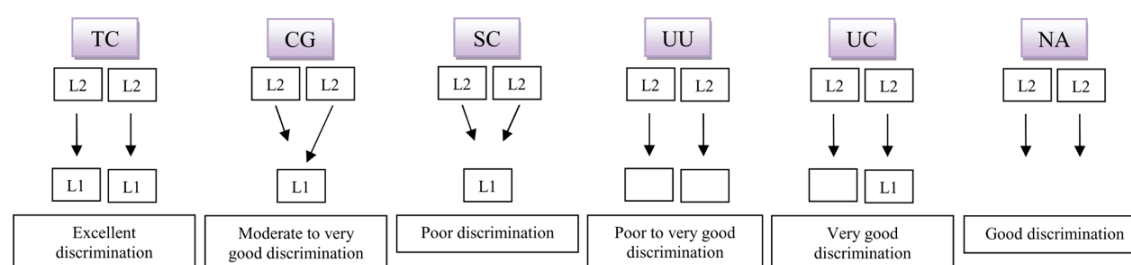 TC CG SC UU UC NA
L2 L2 L2 L2 L2 L2 L2 L2 L2 L2 L2 L2
L1 L1 L1 L1 L1
Excellent discrimination
Moderate to very good discrimination
Poor discrimination
Poor to very good discrimination
Very good discrimination
Good discrimination